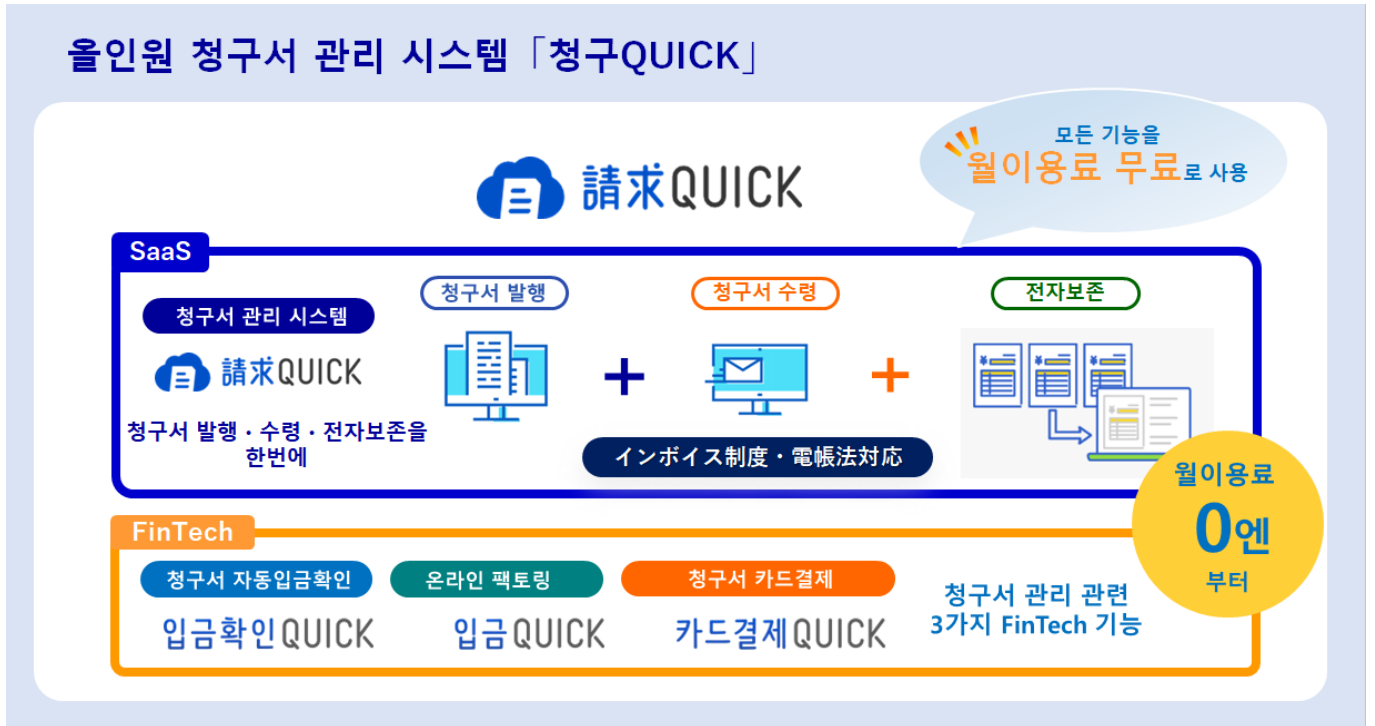 올인원 청구서 관리 시스템「청구QUICK」
모든 기능을
월이용료 무료로 사용
請求QUICK
SaaS
청구서 관리 시스템
請求QUICK
청구서 발행・수령・전자보존을
한번에
청구서 발행
+
청구서 수령
+
전자보존
¥
¥
¥
インボイス制度・電帳法対応
월이용료
0엔
부터
FinTech
청구서 자동입금확인
입금확인QUICK
온라인 팩토링
입금QUICK
청구서 카드결제
카드결제QUICK
청구서 관리 관련
3가지 FinTech 기능